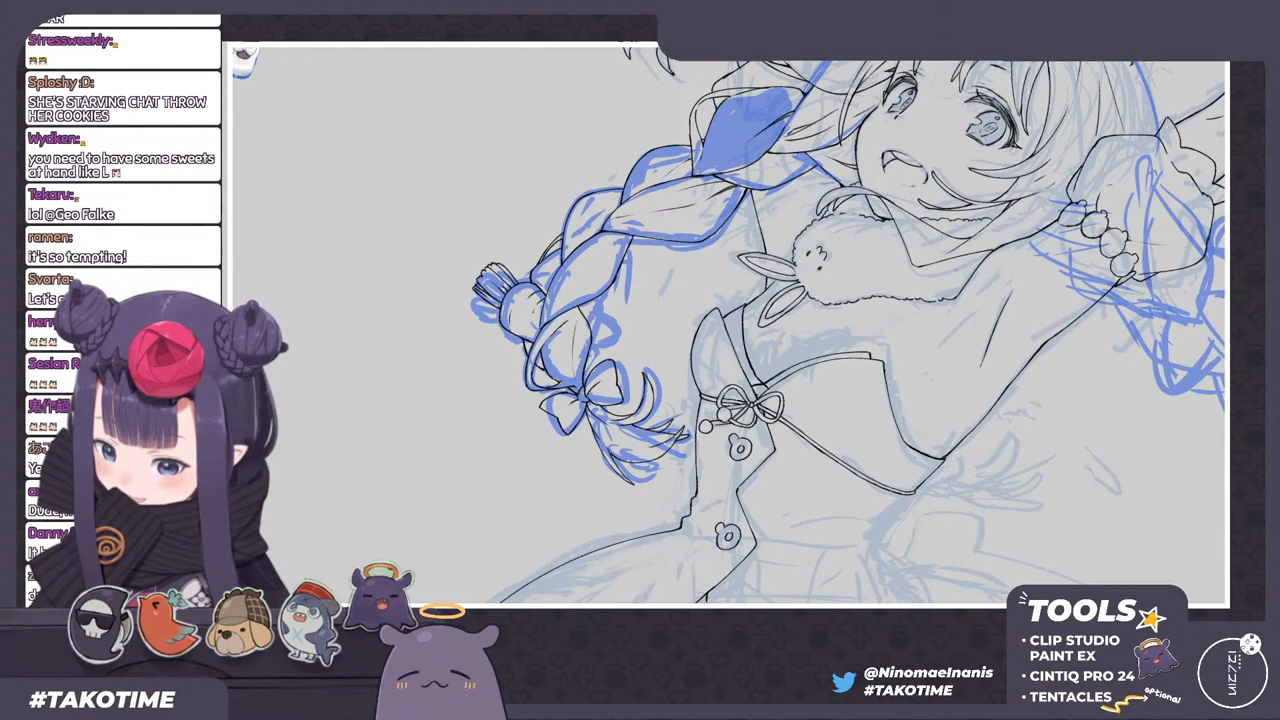 Stressweekly:
Sploshy :D:
SHE'S STARVING CHAT THROW
HER COOKIES
Wydken:
you need to have some sweets
at hand like L
Tekaru:
lol @Geo Falke
ramen:
it's so tempting!
Svarta:
Let's
Sesian
Danny
#TAKOTIME
@NinomaeInanis
#TAKOTIME
TOOLS
• CLIP STUDIO
PAINT EX
• CINTIQ PRO 24
• TENTACLES
optional